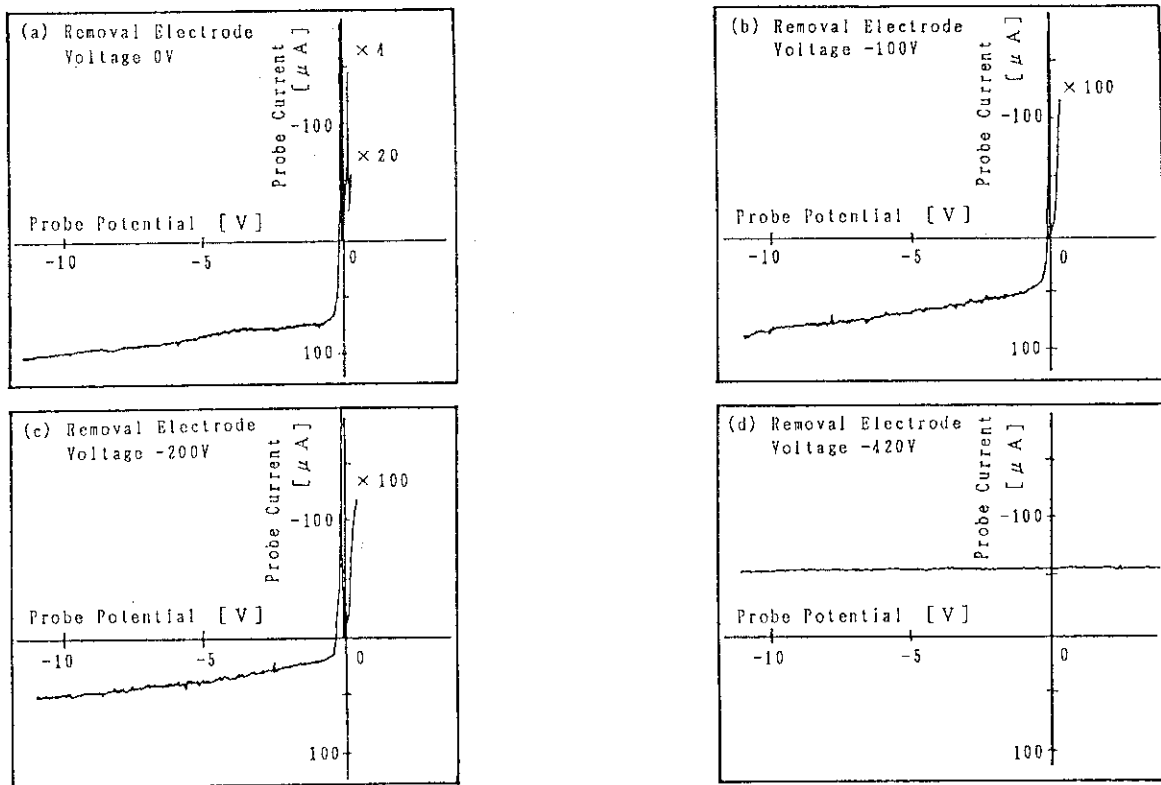 (a) Removal Electrode
Voltage 0V
Probe Current
[μA]
× 4
-100
× 20
Probe Potential [V]
-10
-5
0
100
(b) Removal Electrode
Voltage -100V
Probe Current
[μA]
× 100
-100
Probe Potential [V]
-10
-5
0
100
(c) Removal Electrode
Voltage -200V
Probe Current
[μA]
× 100
-100
Probe Potential [V]
-10
-5
0
100
(d) Removal Electrode
Voltage -420V
Probe Current
[μA]
-100
Probe Potential [V]
-10
-5
0
100